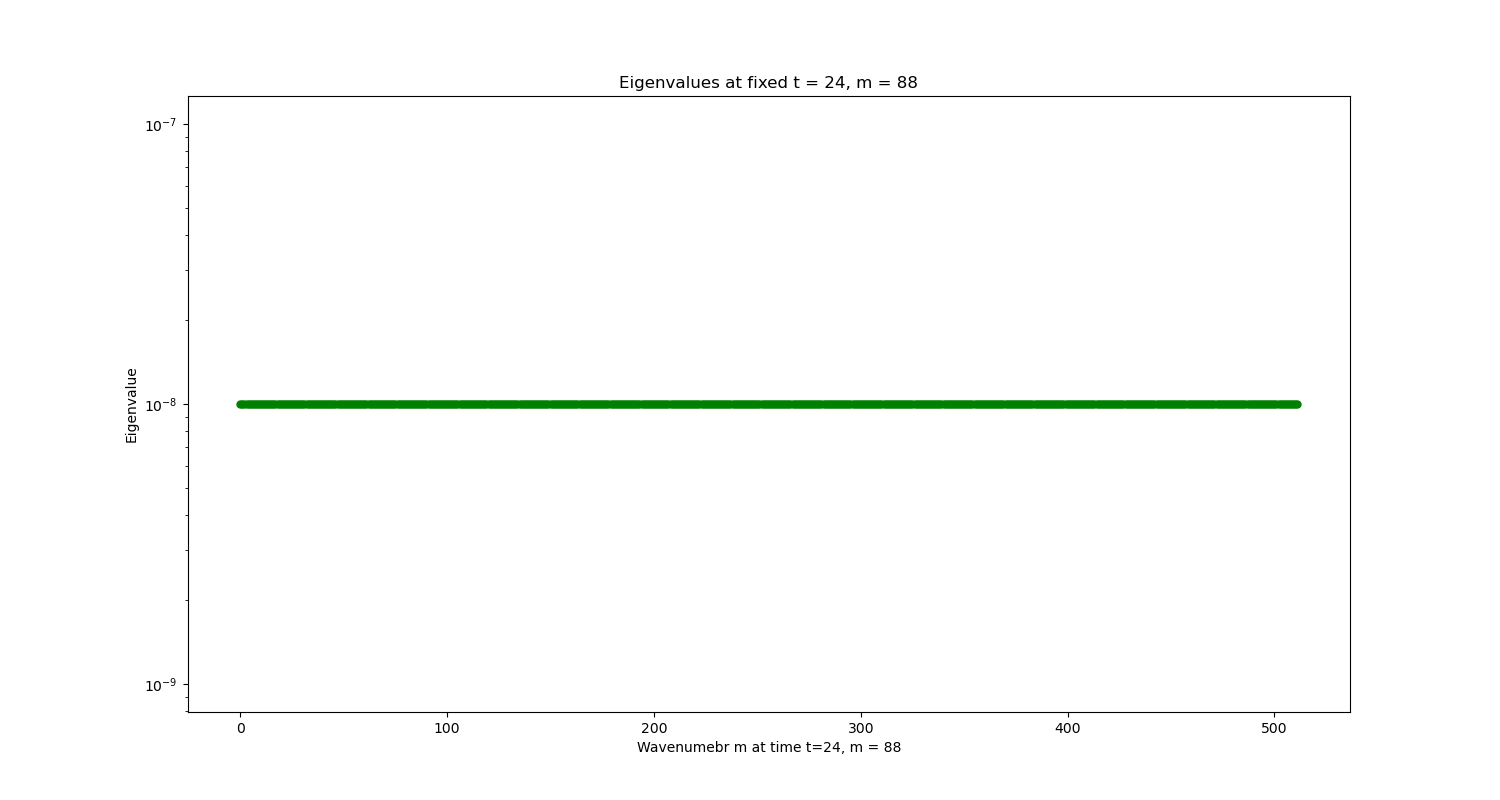 Eigenvalues at fixed t = 24, m = 88
10⁻⁷
10⁻⁸
10⁻⁹
Eigenvalue
0 100 200 300 400 500
Wavenumebr m at time t=24, m = 88